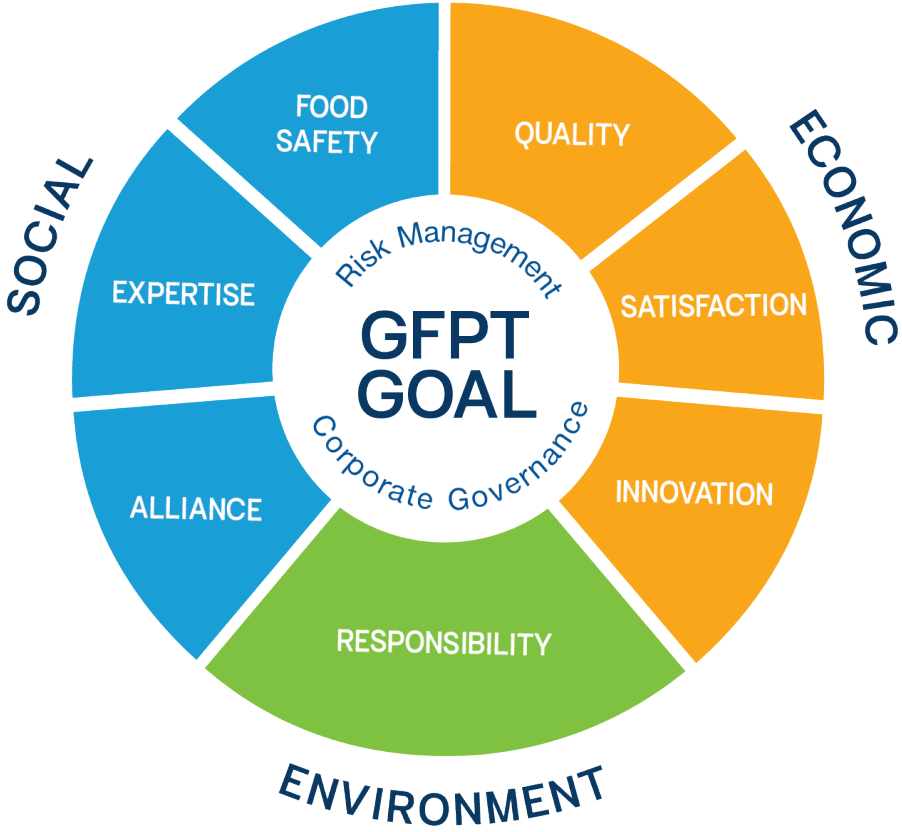 FOOD
SAFETY
QUALITY
ECONOMIC
SOCIAL
EXPERTISE
Risk Management
GFPT
GOAL
Corporate Governance
SATISFACTION
ALLIANCE
INNOVATION
RESPONSIBILITY
ENVIRONMENT